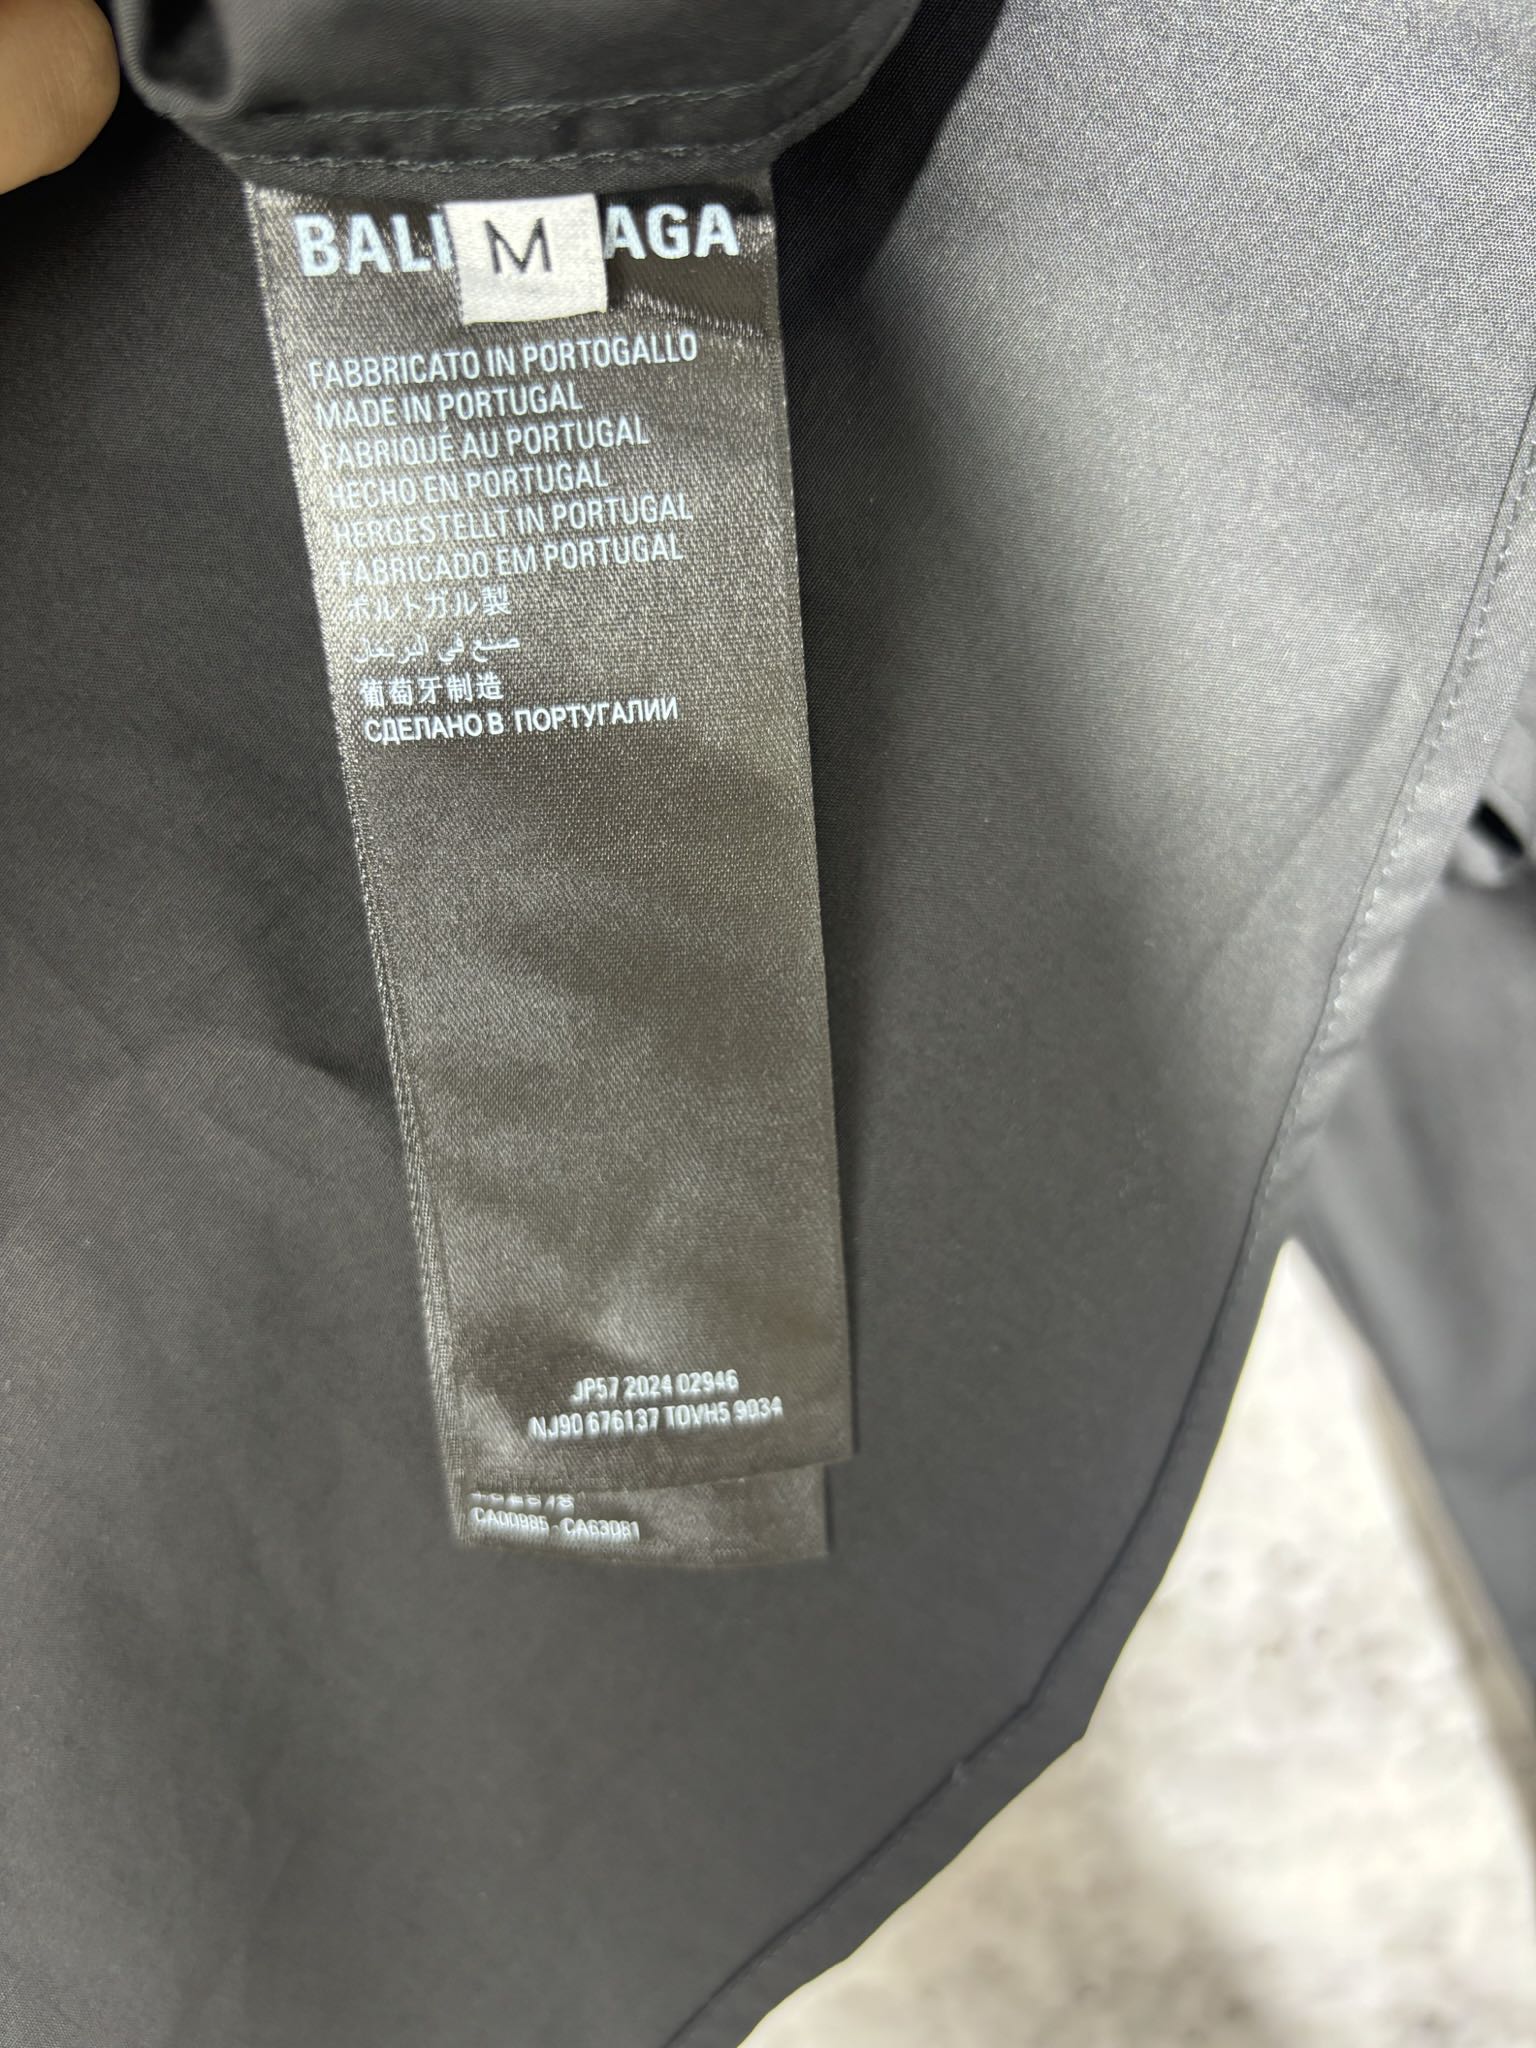 BALI AGA
M
FABBRICATO IN PORTOGALLO
MADE IN PORTUGAL
FABRIQUÉ AU PORTUGAL
HECHO EN PORTUGAL
HERGESTELLT IN PORTUGAL
FABRICADO EM PORTUGAL
ポルトガル製
صنع في البرتغال
葡萄牙制造
СДЕЛАНО В ПОРТУГАЛИИ
JP57 2024 02946
NJ90 676137 TOVH5 9034
CA00985 - CA63081